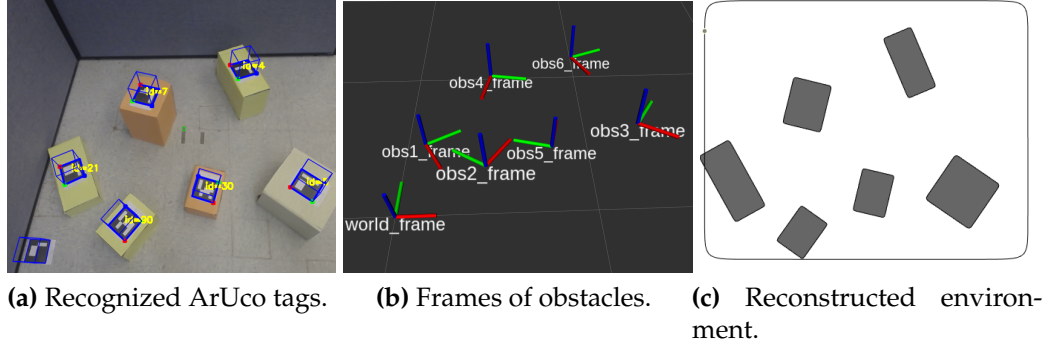 id=4
id=7
id=21
id=30
id=90
obs6_frame
obs4_frame
obs3_frame
obs1_frame
obs5_frame
obs2_frame
world_frame
(a) Recognized ArUco tags.
(b) Frames of obstacles.
(c) Reconstructed environ-
ment.